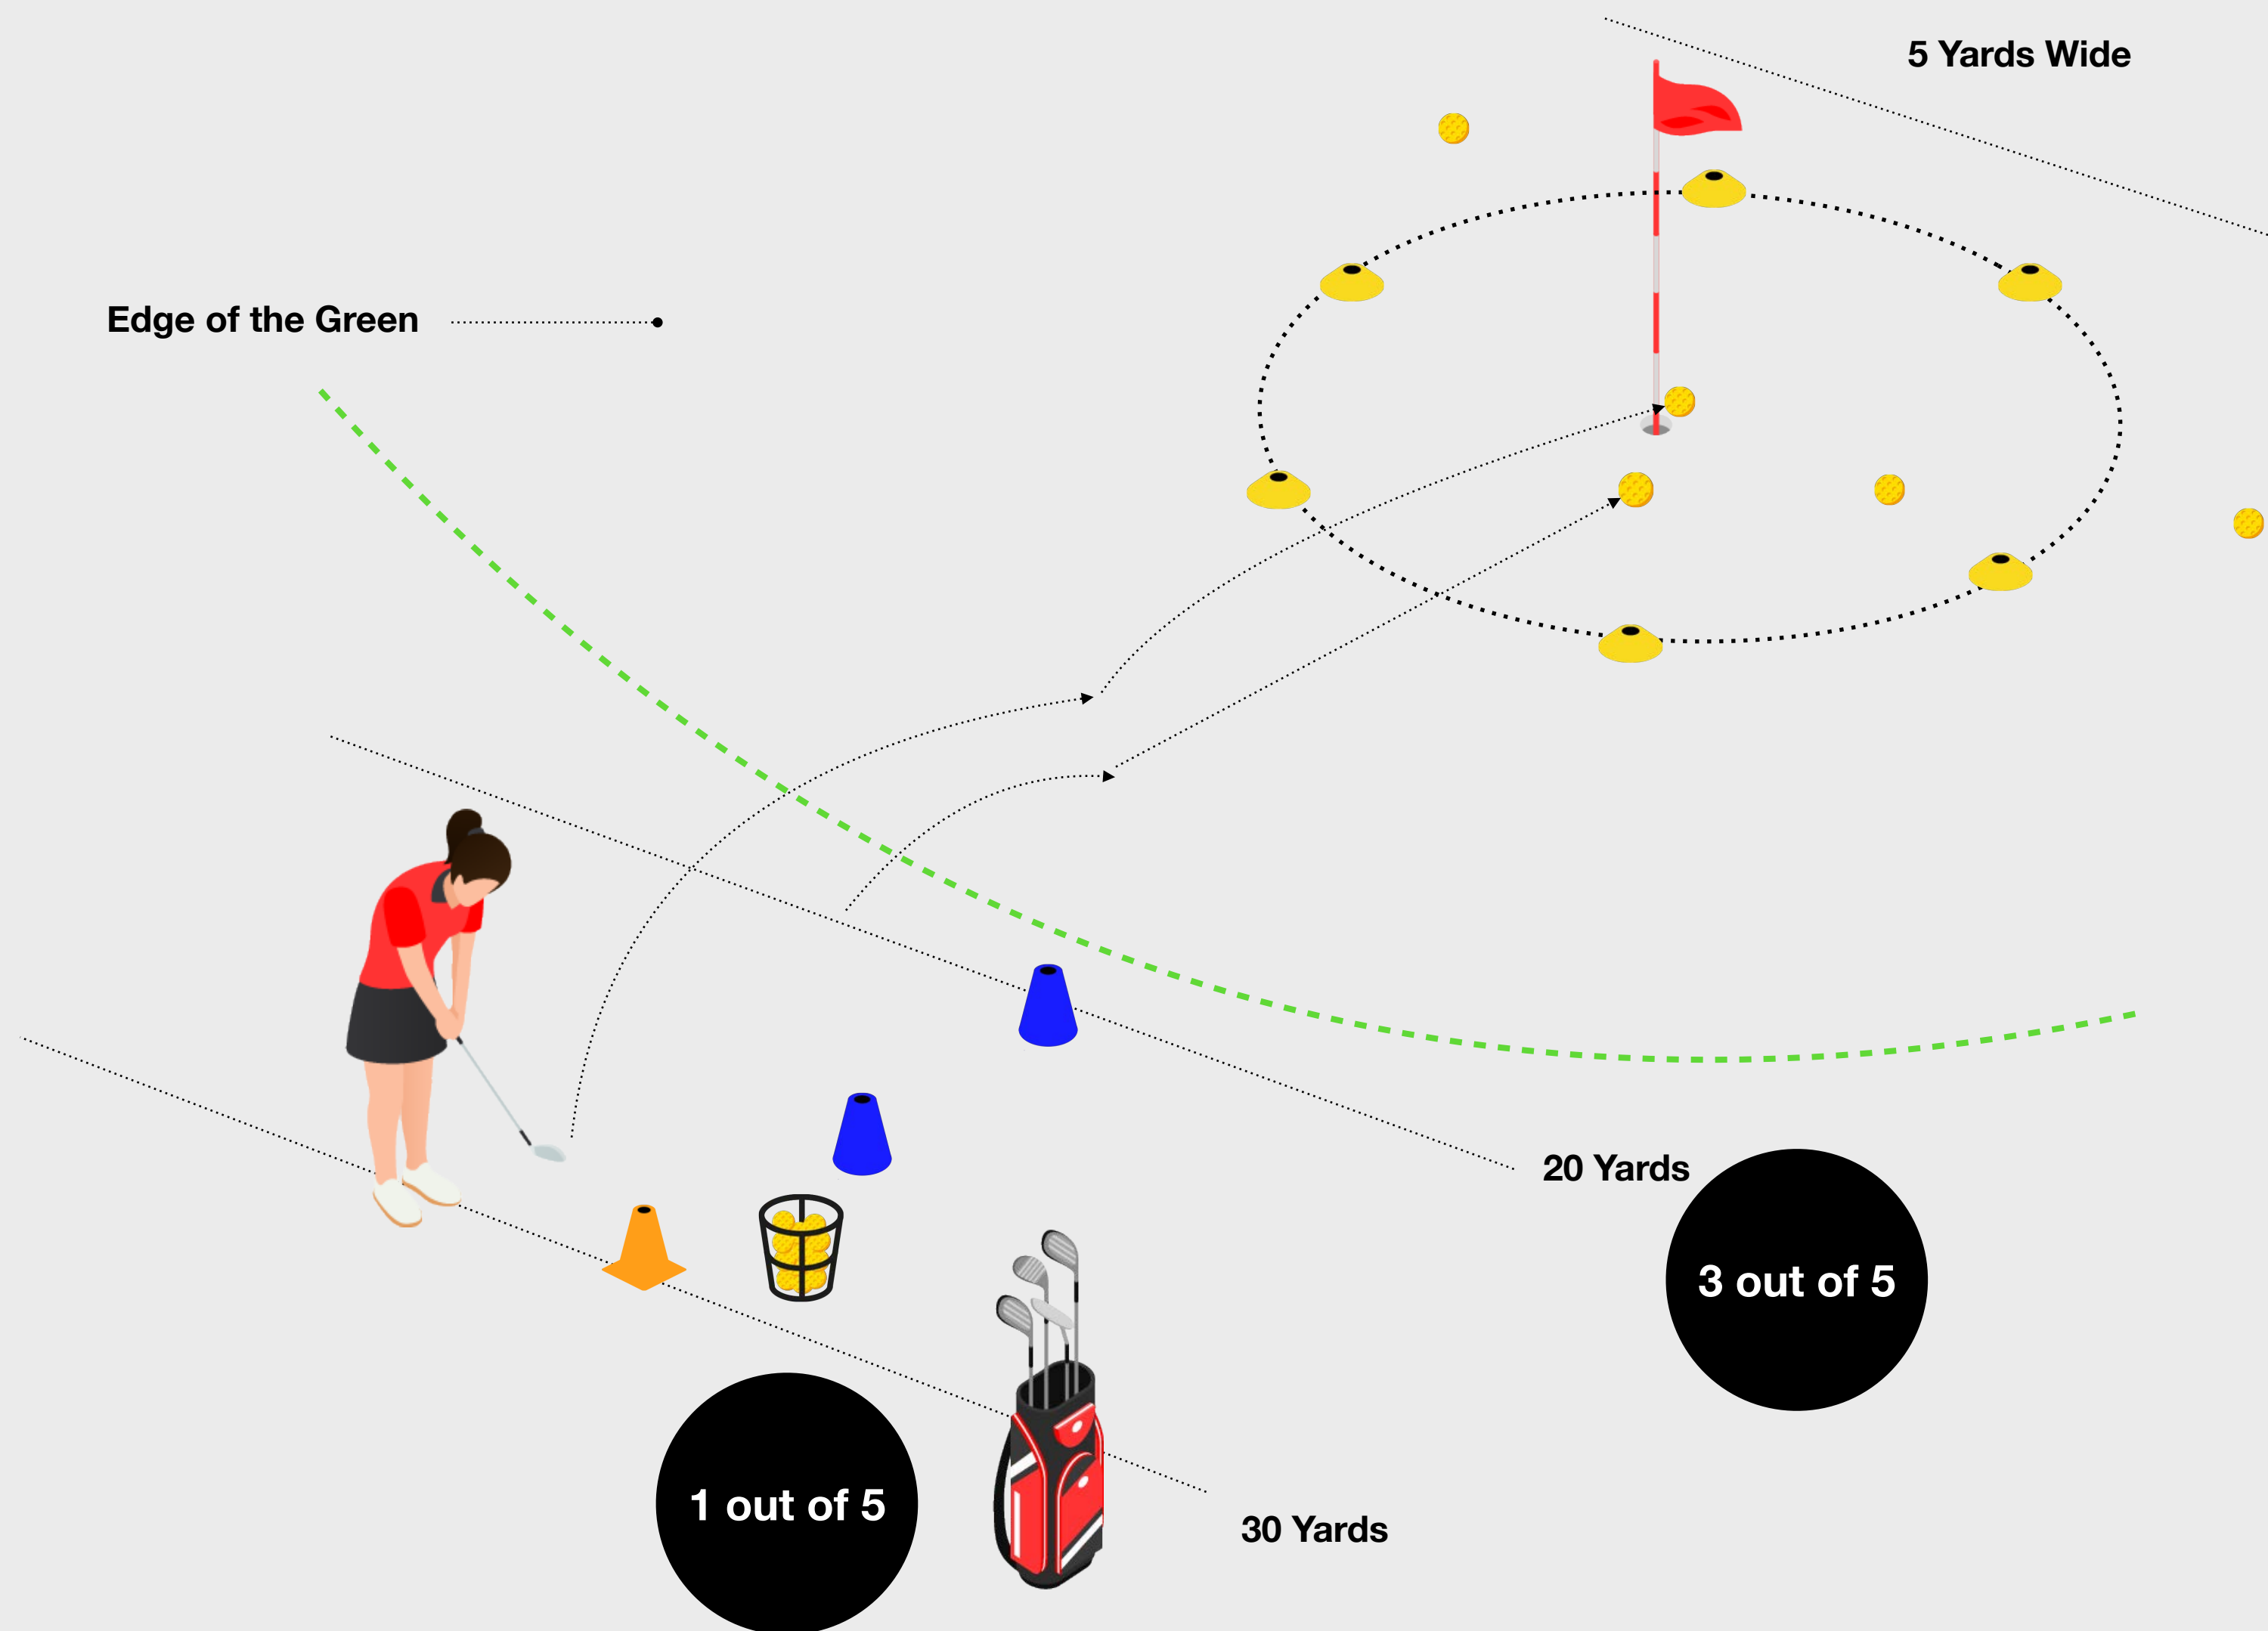 5 Yards Wide
Edge of the Green
20 Yards
3 out of 5
1 out of 5
30 Yards